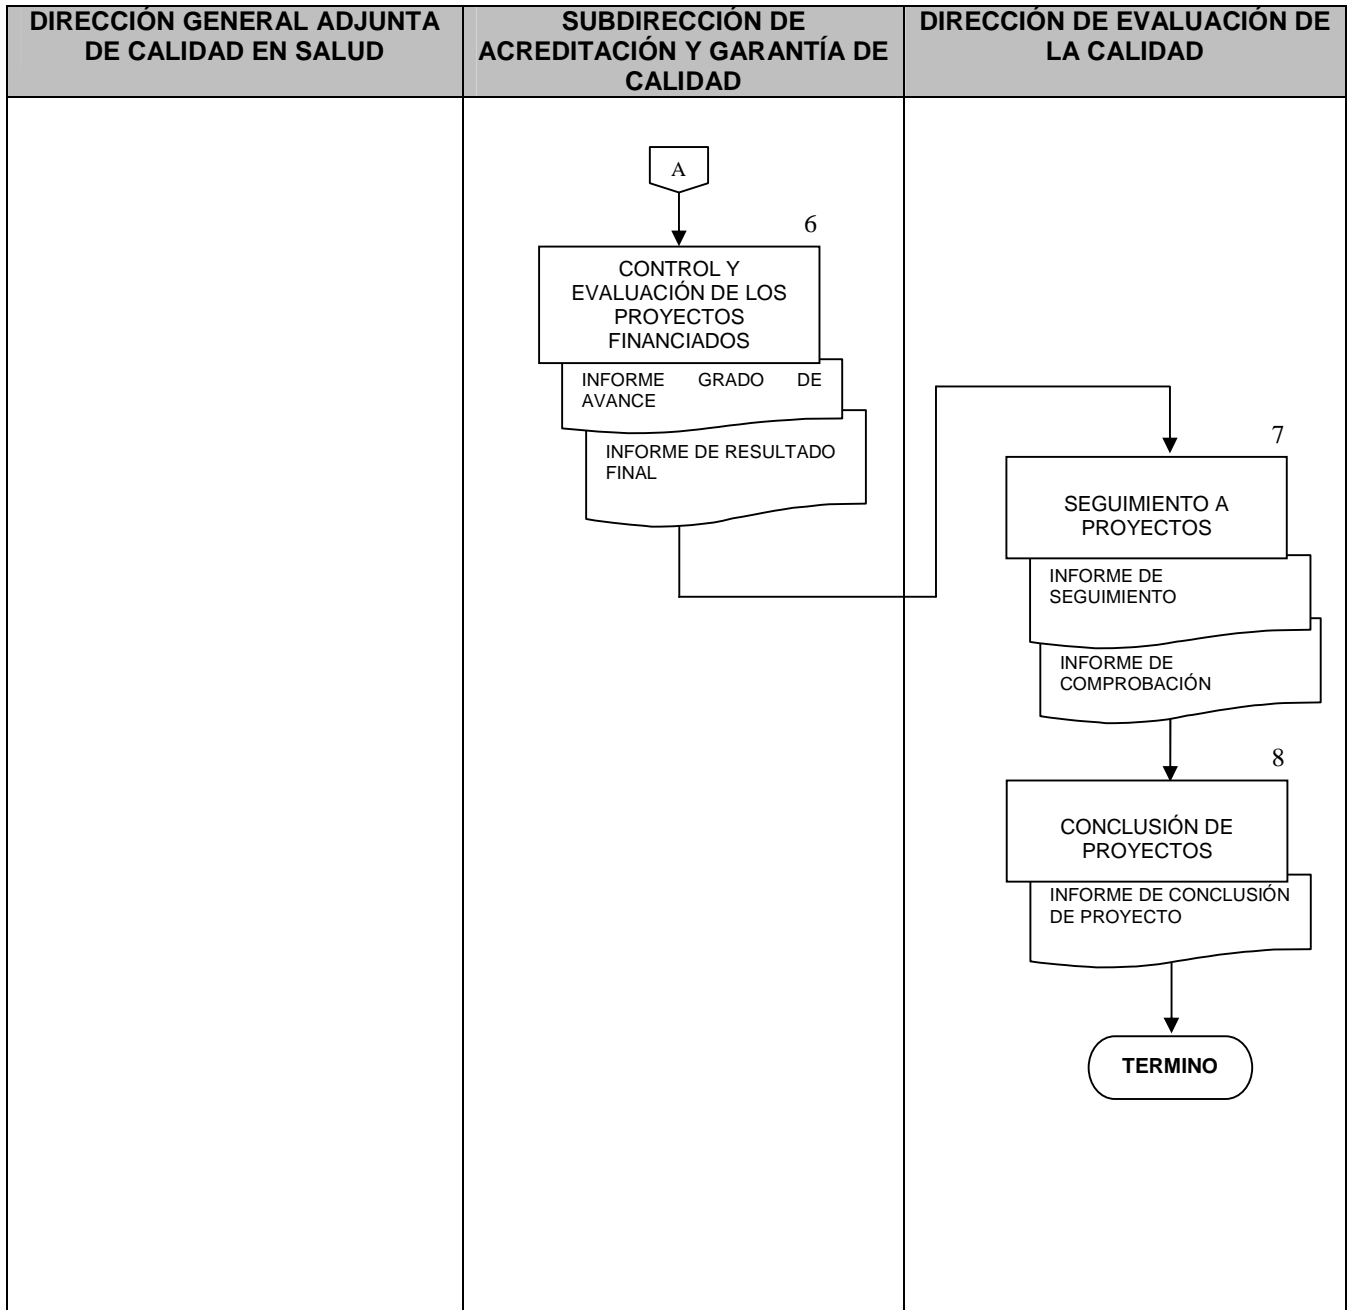 DIRECCIÓN GENERAL ADJUNTA
DE CALIDAD EN SALUD
SUBDIRECCIÓN DE
ACREDITACIÓN Y GARANTÍA DE
CALIDAD
DIRECCIÓN DE EVALUACIÓN DE
LA CALIDAD
A
6
CONTROL Y
EVALUACIÓN DE LOS
PROYECTOS
FINANCIADOS
INFORME GRADO DE
AVANCE
INFORME DE RESULTADO
FINAL
7
SEGUIMIENTO A
PROYECTOS
INFORME DE
SEGUIMIENTO
INFORME DE
COMPROBACIÓN
8
CONCLUSIÓN DE
PROYECTOS
INFORME DE CONCLUSIÓN
DE PROYECTO
TERMINO